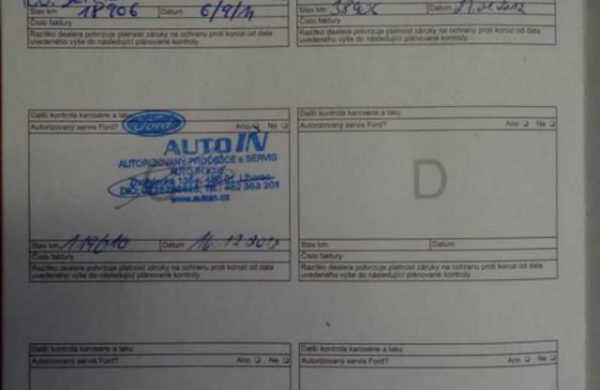 Stav km 18906 Datum 6/9/11
Číslo faktury
Razítko dealera potvrzuje platnost záruky na ochranu proti korozi od data
uvedeného výše do následující plánované kontroly.
Stav km 38906 Datum
Číslo faktury
Razítko dealera potvrzuje platnost záruky na ochranu proti korozi od data
uvedeného výše do následující plánované kontroly.
Další kontrola karosérie a laku
Autorizovaný servis Ford? Ano Ne
Ford
AUTO IN
AUTORIZOVANÝ PRODEJCE a SERVIS
AUTO IN
www.autoin.cz
Stav km Datum 16.12.
Číslo faktury
Razítko dealera potvrzuje platnost záruky na ochranu proti korozi od data
uvedeného výše do následující plánované kontroly.
Další kontrola karosérie a laku
Autorizovaný servis Ford? Ano Ne
D
Stav km Datum
Číslo faktury
Razítko dealera potvrzuje platnost záruky na ochranu proti korozi od data
uvedeného výše do následující plánované kontroly.
Další kontrola karosérie a laku
Autorizovaný servis Ford? Ano Ne
Další kontrola karosérie a laku
Autorizovaný servis Ford? Ano Ne